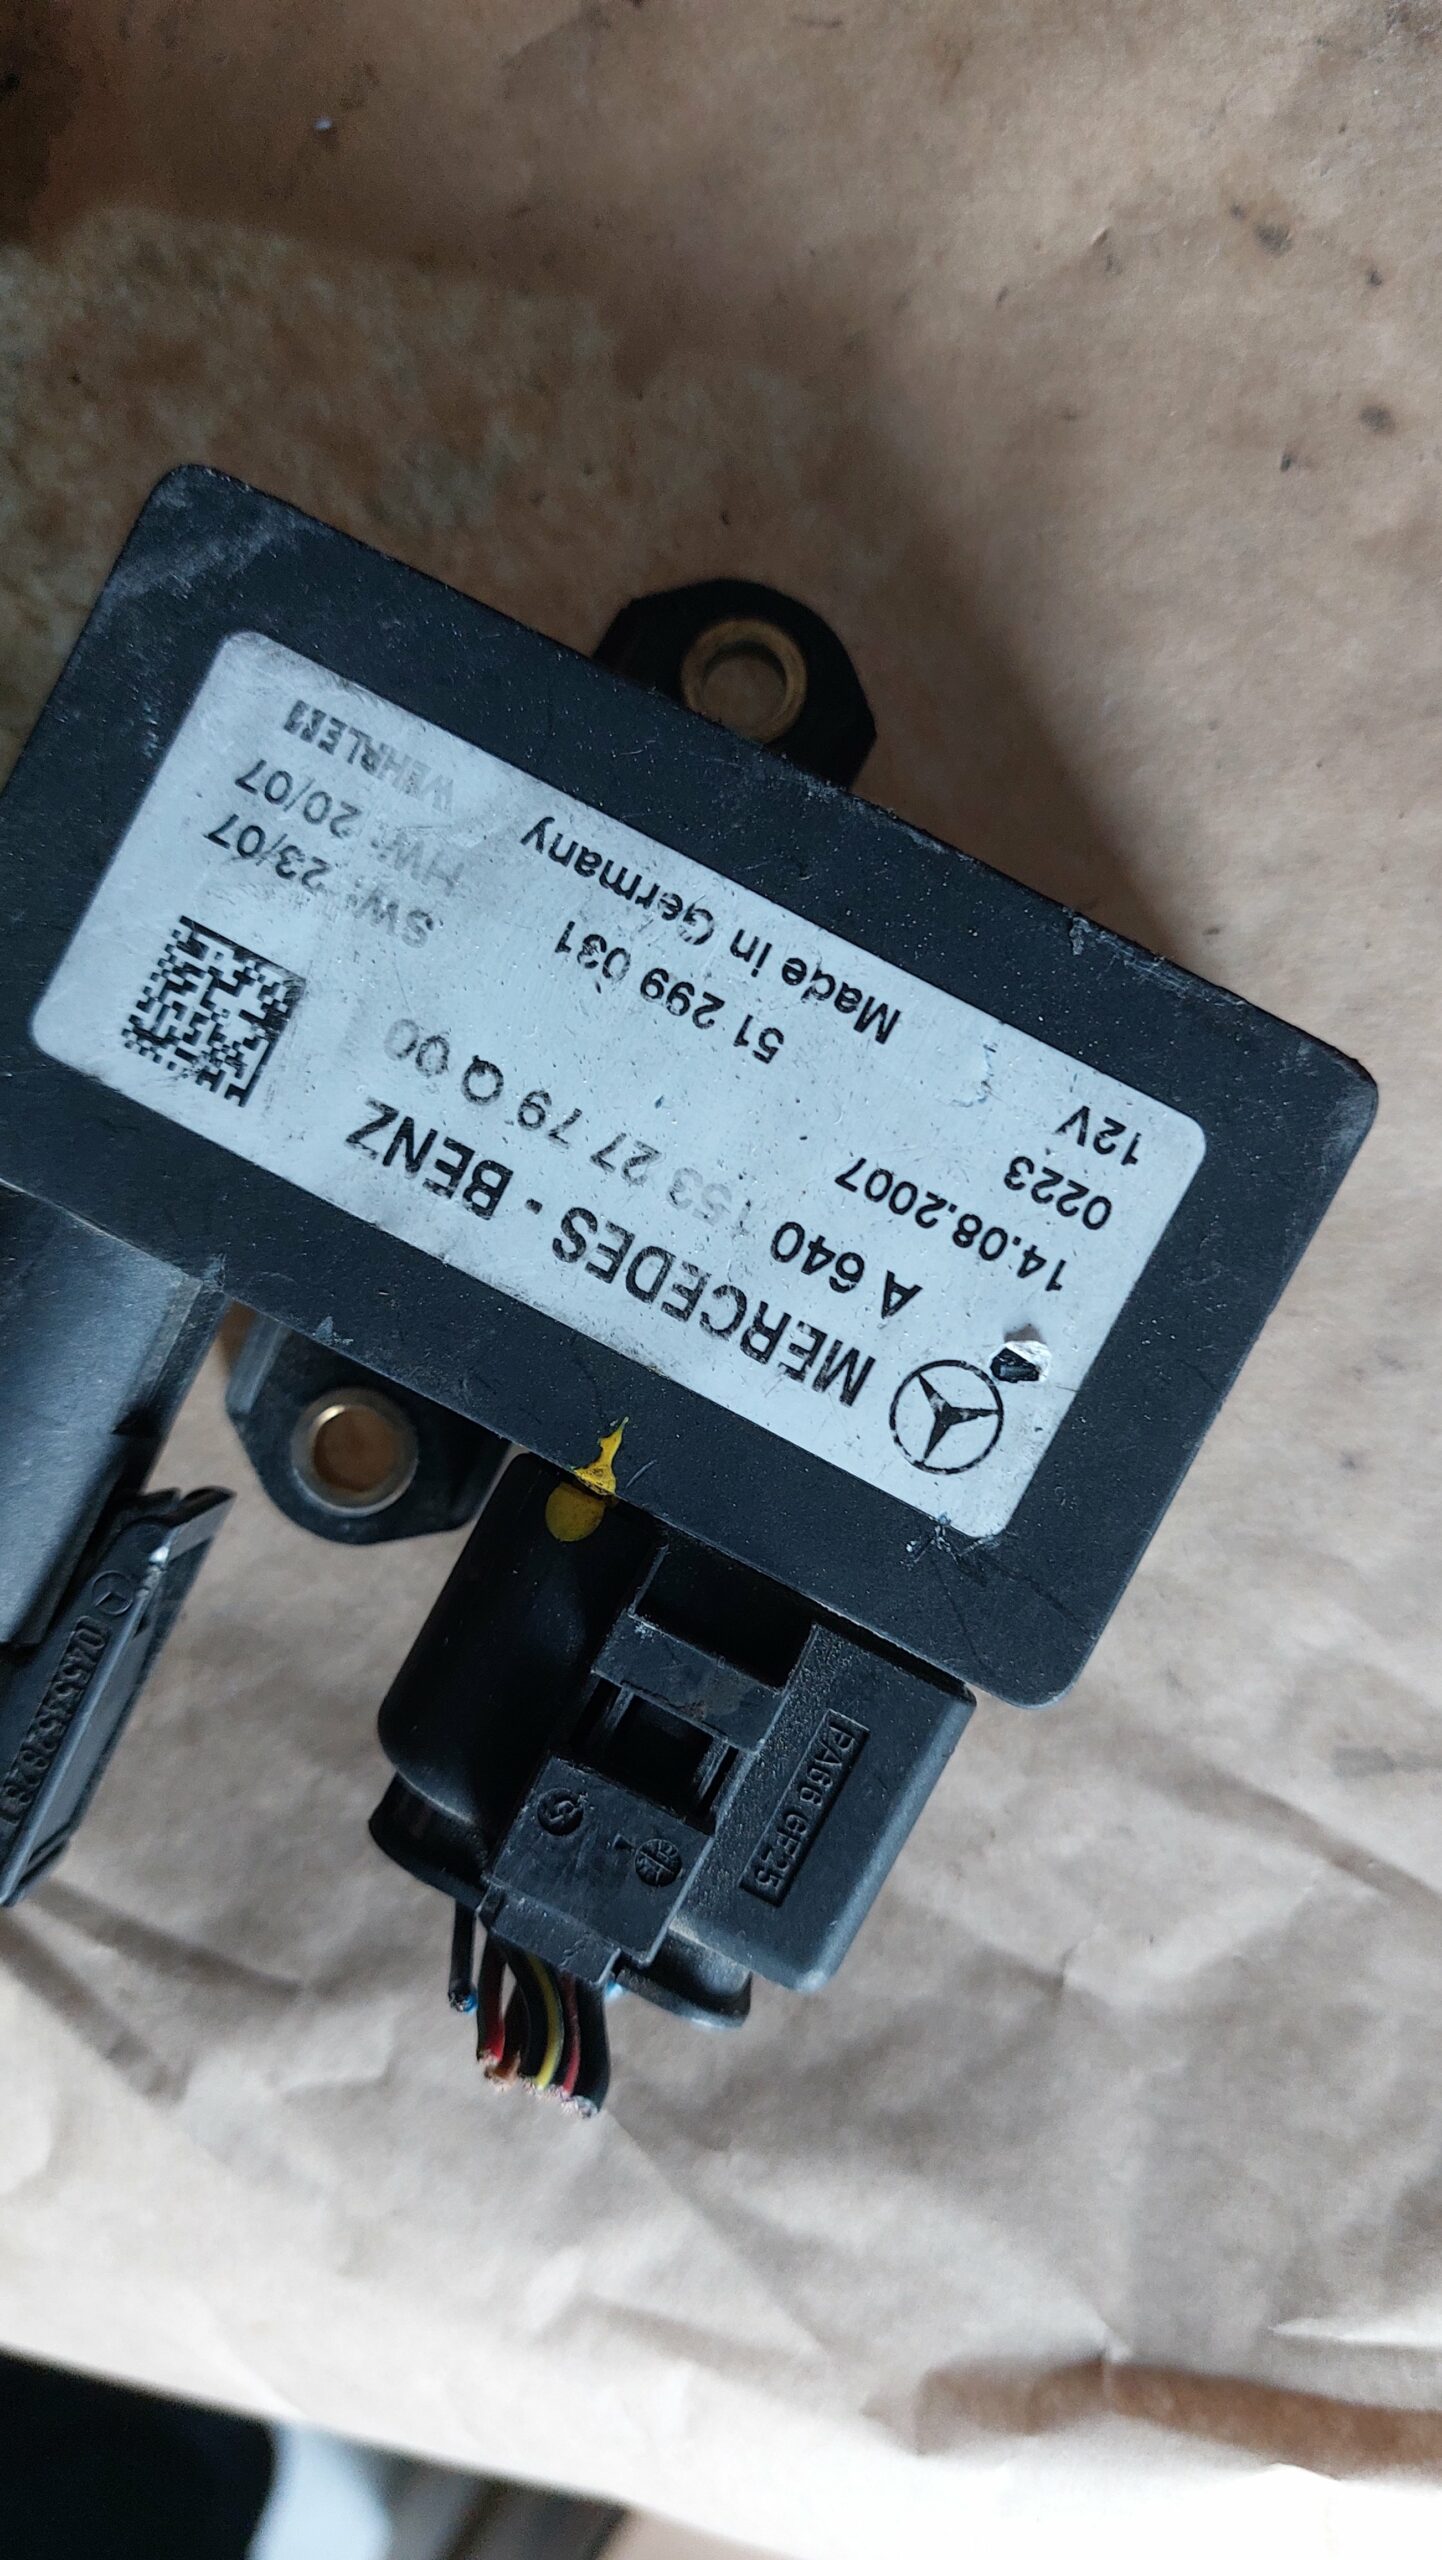 MERCEDES - BENZ
A 640 153 27 79 Q 00
14.08.2007
51 299 031
SW: 23/07
0223
HW: 20/07
12V
Made in Germany
WEHRLE
PA66 GF25